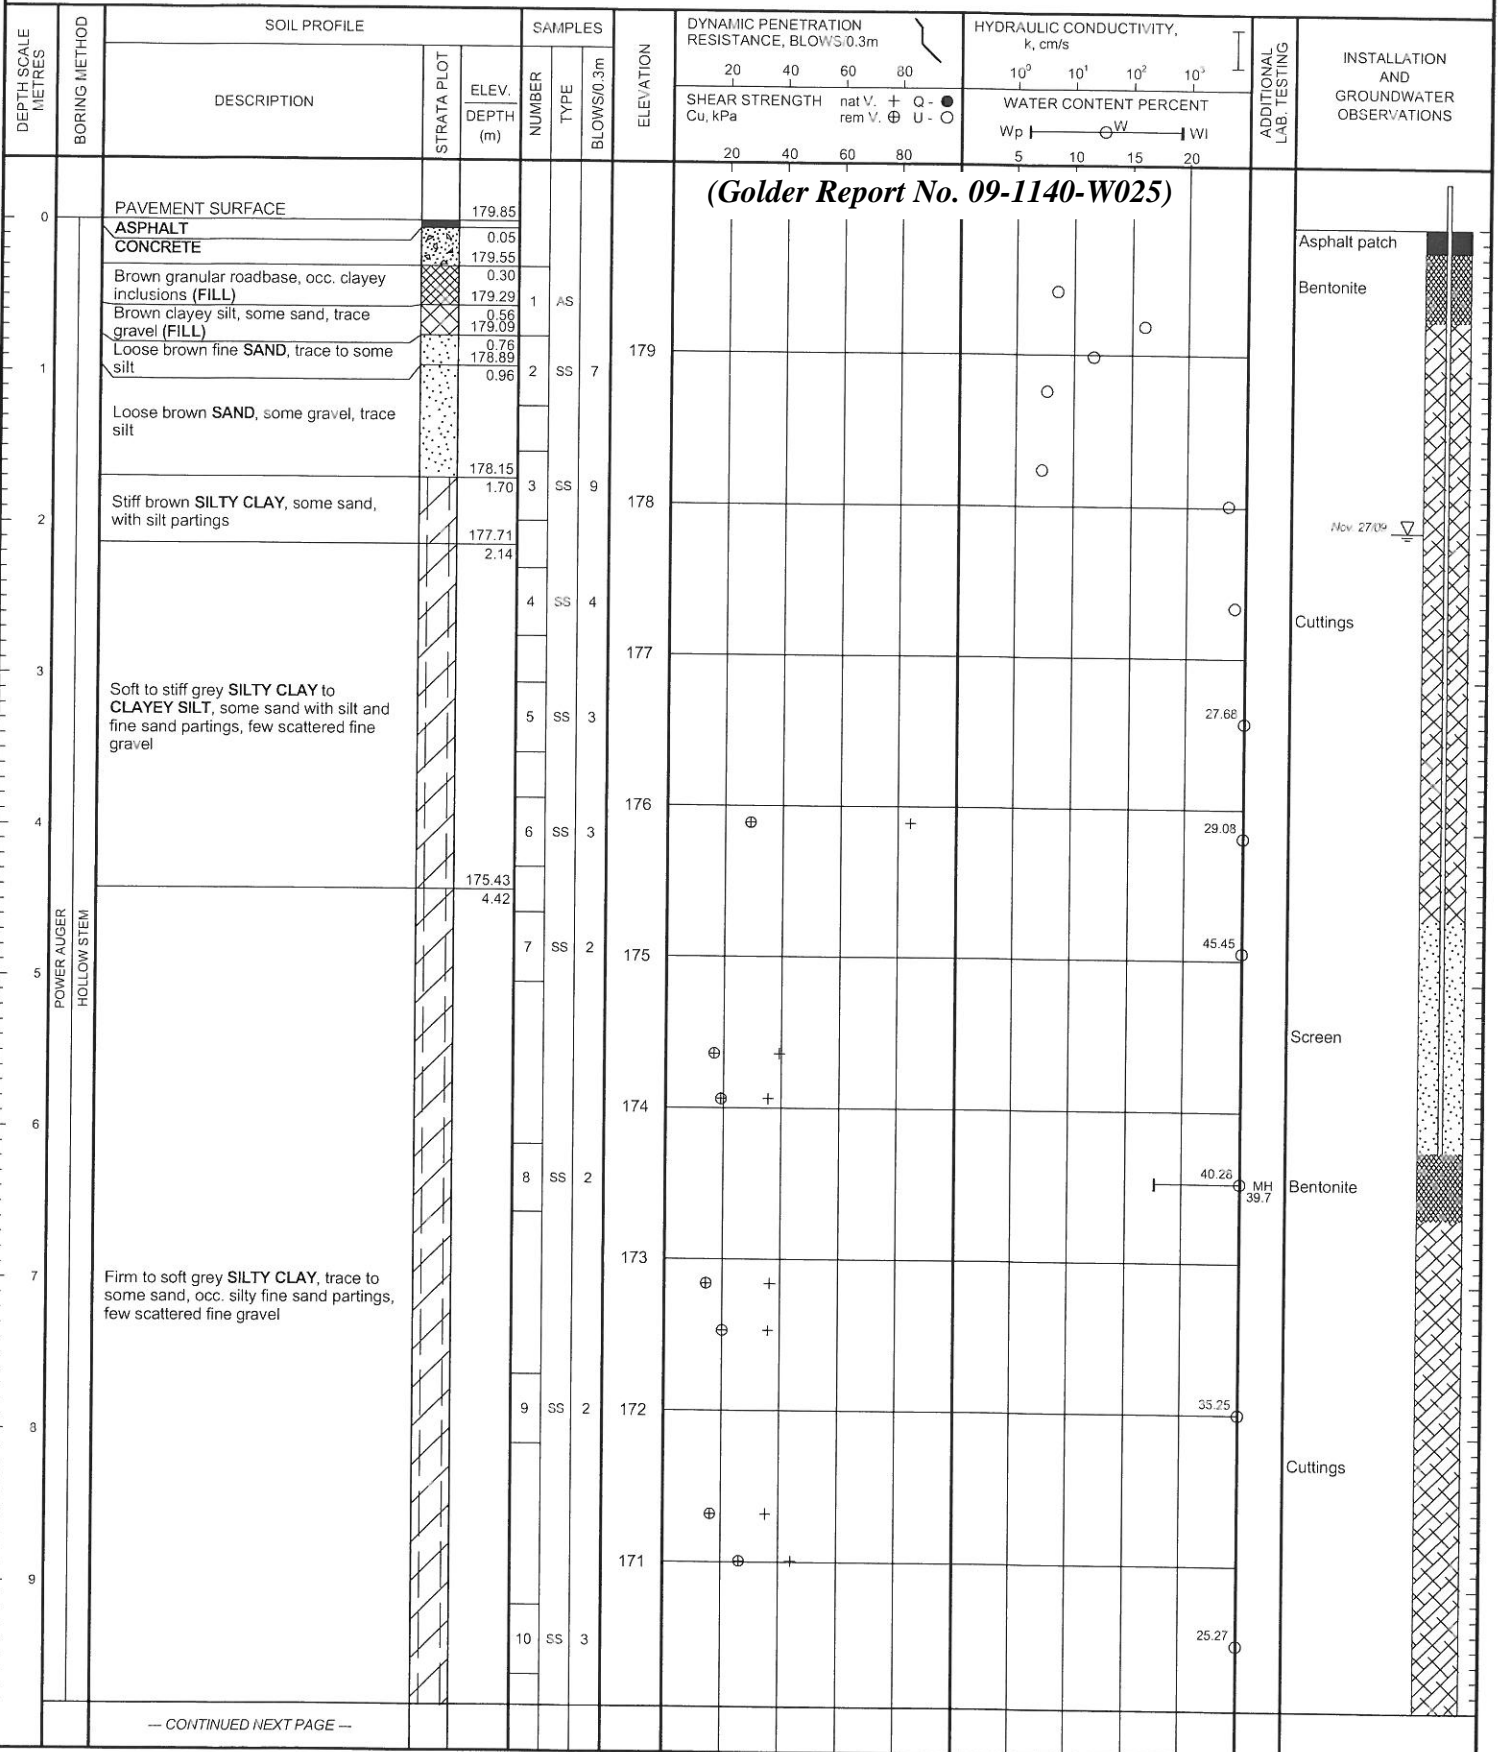 DEPTH SCALE
METRES
BORING METHOD
SOIL PROFILE
DESCRIPTION
STRATA PLOT
ELEV.
DEPTH
(m)
SAMPLES
NUMBER
TYPE
BLOWS/0.3m
ELEVATION
DYNAMIC PENETRATION
RESISTANCE, BLOWS/0.3m
20 40 60 80
SHEAR STRENGTH nat V. + Q - ●
Cu, kPa rem V. ⊕ U - ○
20 40 60 80
HYDRAULIC CONDUCTIVITY,
k, cm/s
10⁰ 10¹ 10² 10³
WATER CONTENT PERCENT
Wp W Wl
5 10 15 20
ADDITIONAL
LAB. TESTING
INSTALLATION
AND
GROUNDWATER
OBSERVATIONS
(Golder Report No. 09-1140-W025)
0
PAVEMENT SURFACE 179.85
ASPHALT 0.05
CONCRETE 179.55
Asphalt patch
0.30
Brown granular roadbase, occ. clayey
inclusions (FILL) 179.29
1 AS
Bentonite
0.56
Brown clayey silt, some sand, trace
gravel (FILL) 179.09
0.76
Loose brown fine SAND, trace to some
silt 178.89
179
1
0.96
2 SS 7
Loose brown SAND, some gravel, trace
silt
178.15
1.70
3 SS 9
178
Stiff brown SILTY CLAY, some sand,
with silt partings
2
Nov. 27/09
177.71
2.14
4 SS 4
Cuttings
177
3
Soft to stiff grey SILTY CLAY to
CLAYEY SILT, some sand with silt and
fine sand partings, few scattered fine
gravel
5 SS 3
27.68
176
4
6 SS 3
29.08
175.43
4.42
POWER AUGER
HOLLOW STEM
7 SS 2
45.45
175
5
Screen
174
6
8 SS 2
40.26
MH
39.7
Bentonite
173
7
Firm to soft grey SILTY CLAY, trace to
some sand, occ. silty fine sand partings,
few scattered fine gravel
9 SS 2
172
35.25
8
Cuttings
171
9
10 SS 3
25.27
— CONTINUED NEXT PAGE —